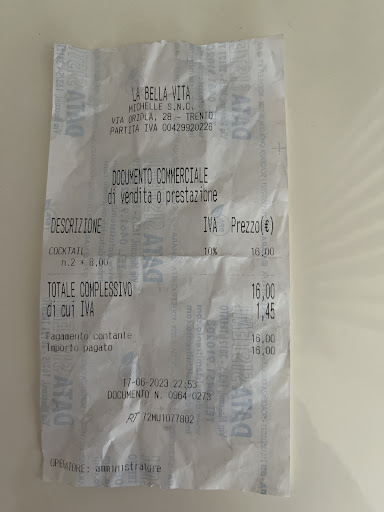 LA BELLA VITA
MICHELLE S.N.C.
VIA ORIOLA, 28 - TRENTO
PARTITA IVA 00429920226
DOCUMENTO COMMERCIALE
di vendita o prestazione
DESCRIZIONE IVA Prezzo(€)
COCKTAIL 10% 16,00
n.2 * 8,00
TOTALE COMPLESSIVO 16,00
di cui IVA 1,45
Pagamento contante 16,00
Importo pagato 16,00
17-06-2023 22:53
DOCUMENTO N. 0964-0273
RT 72MU1077802
OPERATORE: amministratore